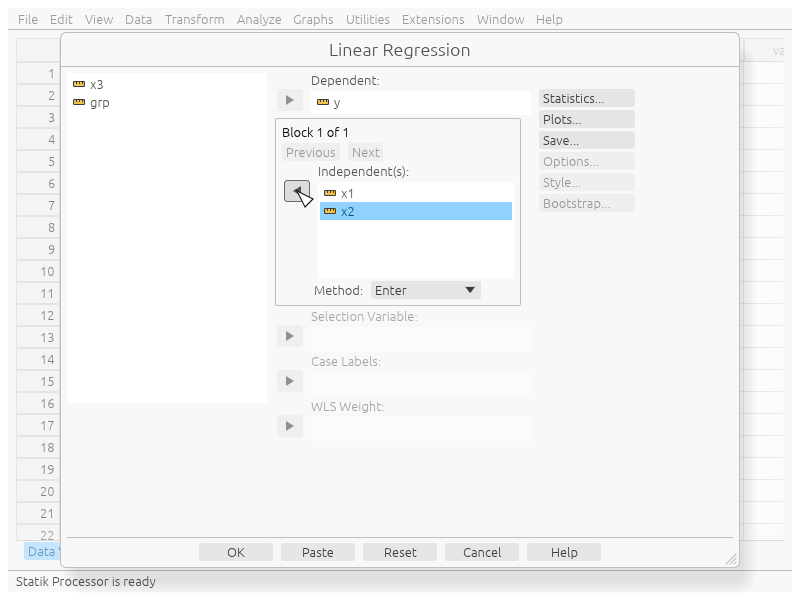 File Edit View Data Transform Analyze Graphs Utilities Extensions Window Help
Linear Regression
x3
grp
Dependent:
y
Block 1 of 1
Previous Next
Independent(s):
x1
x2
Method: Enter
Selection Variable:
Case Labels:
WLS Weight:
Statistics...
Plots...
Save...
Options...
Style...
Bootstrap...
1
2
3
4
5
6
7
8
9
10
11
12
13
14
15
16
17
18
19
20
21
22
OK Paste Reset Cancel Help
Data
Statik Processor is ready